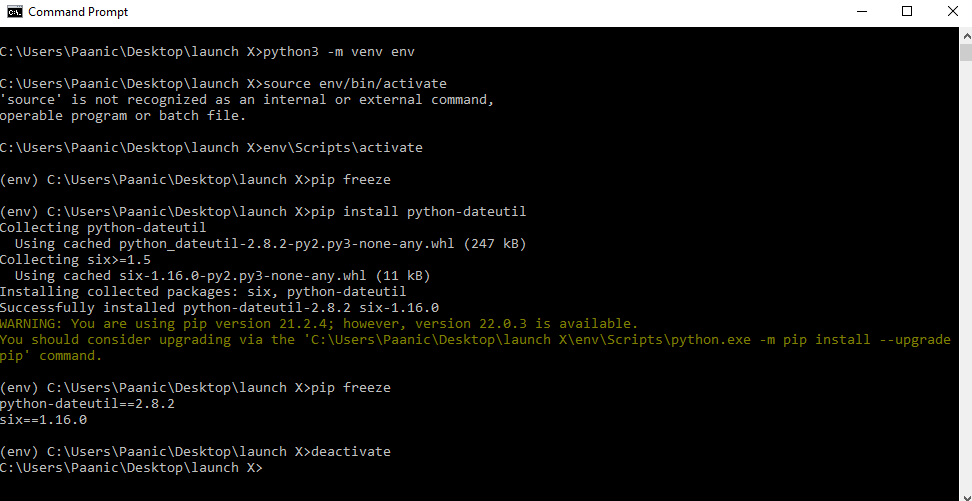 Command Prompt
C:\Users\Paanic\Desktop\launch X>python3 -m venv env
C:\Users\Paanic\Desktop\launch X>source env/bin/activate
'source' is not recognized as an internal or external command,
operable program or batch file.
C:\Users\Paanic\Desktop\launch X>env\Scripts\activate
(env) C:\Users\Paanic\Desktop\launch X>pip freeze
(env) C:\Users\Paanic\Desktop\launch X>pip install python-dateutil
Collecting python-dateutil
  Using cached python_dateutil-2.8.2-py2.py3-none-any.whl (247 kB)
Collecting six>=1.5
  Using cached six-1.16.0-py2.py3-none-any.whl (11 kB)
Installing collected packages: six, python-dateutil
Successfully installed python-dateutil-2.8.2 six-1.16.0
WARNING: You are using pip version 21.2.4; however, version 22.0.3 is available.
You should consider upgrading via the 'C:\Users\Paanic\Desktop\launch X\env\Scripts\python.exe -m pip install --upgrade
pip' command.
(env) C:\Users\Paanic\Desktop\launch X>pip freeze
python-dateutil==2.8.2
six==1.16.0
(env) C:\Users\Paanic\Desktop\launch X>deactivate
C:\Users\Paanic\Desktop\launch X>